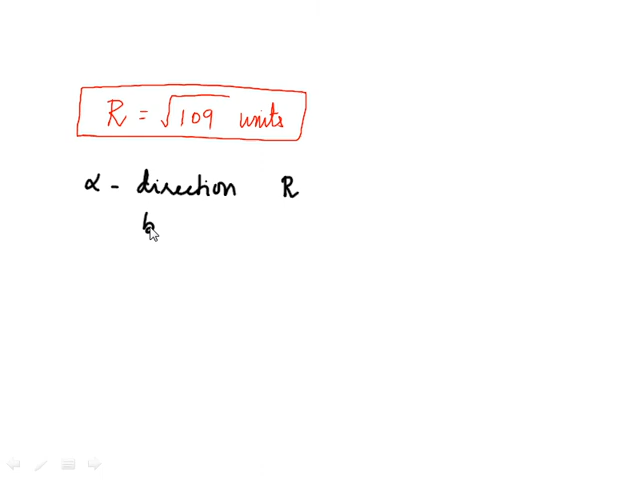 R = √109 units
α - direction R
b